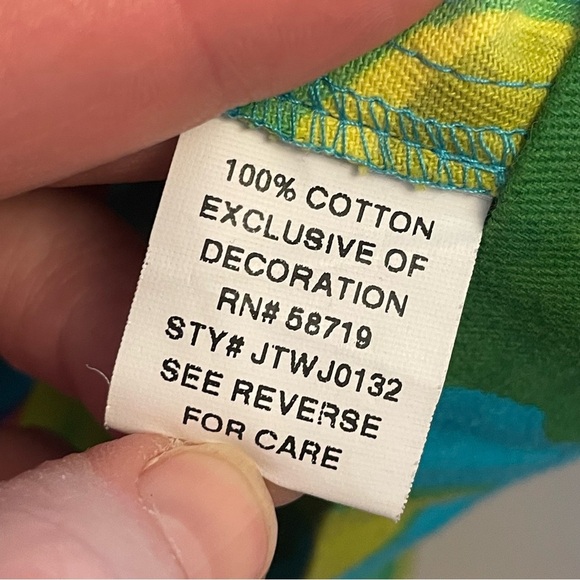 100% COTTON
EXCLUSIVE OF
DECORATION
RN# 58719
STY# JTWJ0132
SEE REVERSE
FOR CARE